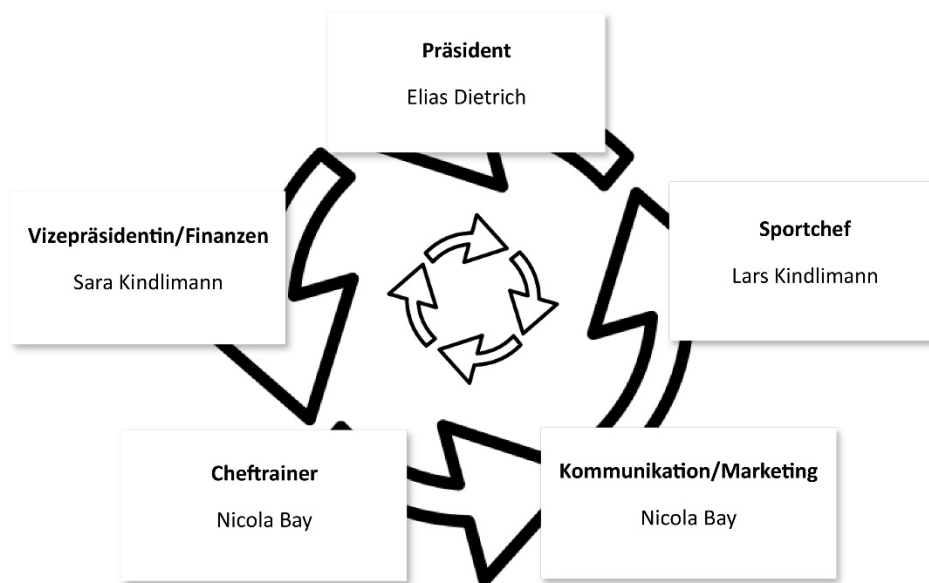 Präsident
Elias Dietrich
Vizepräsidentin/Finanzen
Sara Kindlimann
Sportchef
Lars Kindlimann
Cheftrainer
Nicola Bay
Kommunikation/Marketing
Nicola Bay